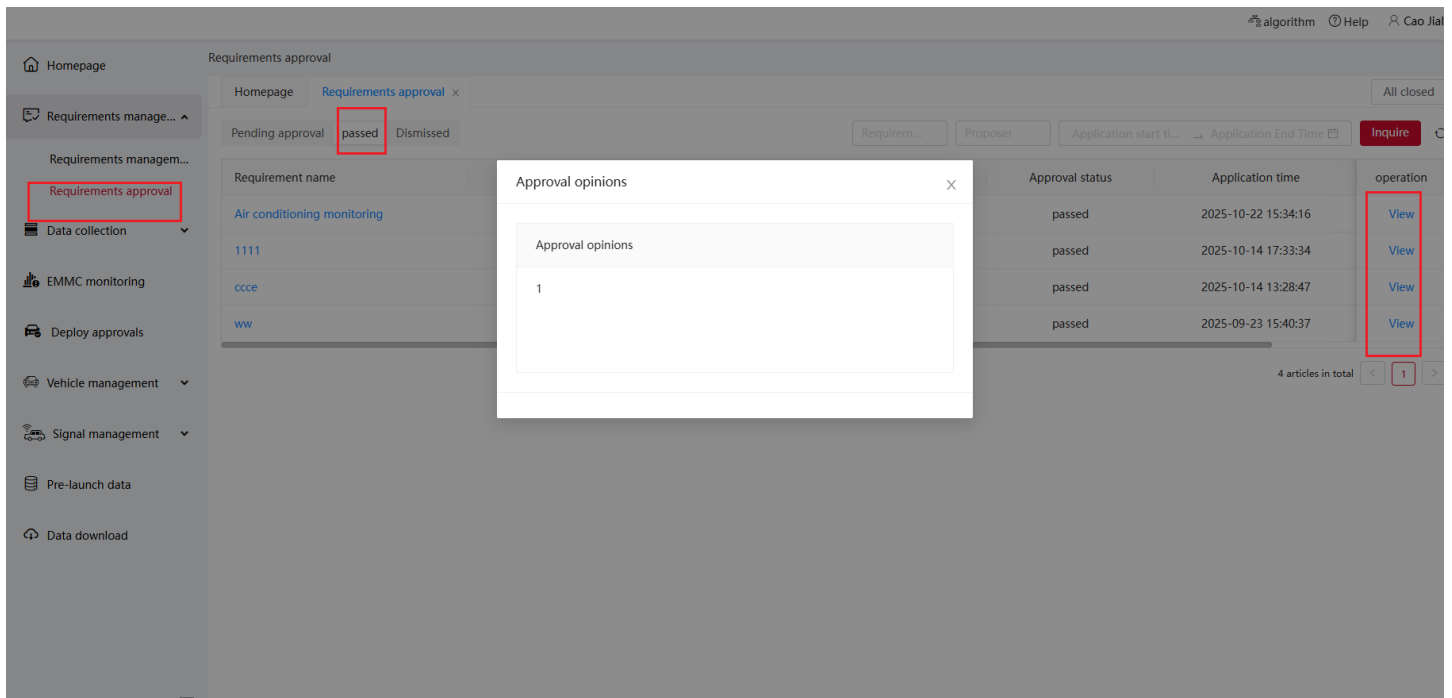 algorithm Help Cao Jial
Homepage
Requirements manage...
Requirements managem...
Requirements approval
Data collection
EMMC monitoring
Deploy approvals
Vehicle management
Signal management
Pre-launch data
Data download
Requirements approval
Homepage Requirements approval × All closed
Pending approval passed Dismissed Requirem... Proposer Application start ti... → Application End Time Inquire
Requirement name Approval status Application time operation
Air conditioning monitoring passed 2025-10-22 15:34:16 View
1111 passed 2025-10-14 17:33:34 View
ccce passed 2025-10-14 13:28:47 View
ww passed 2025-09-23 15:40:37 View
4 articles in total < 1 >
Approval opinions X
Approval opinions
1